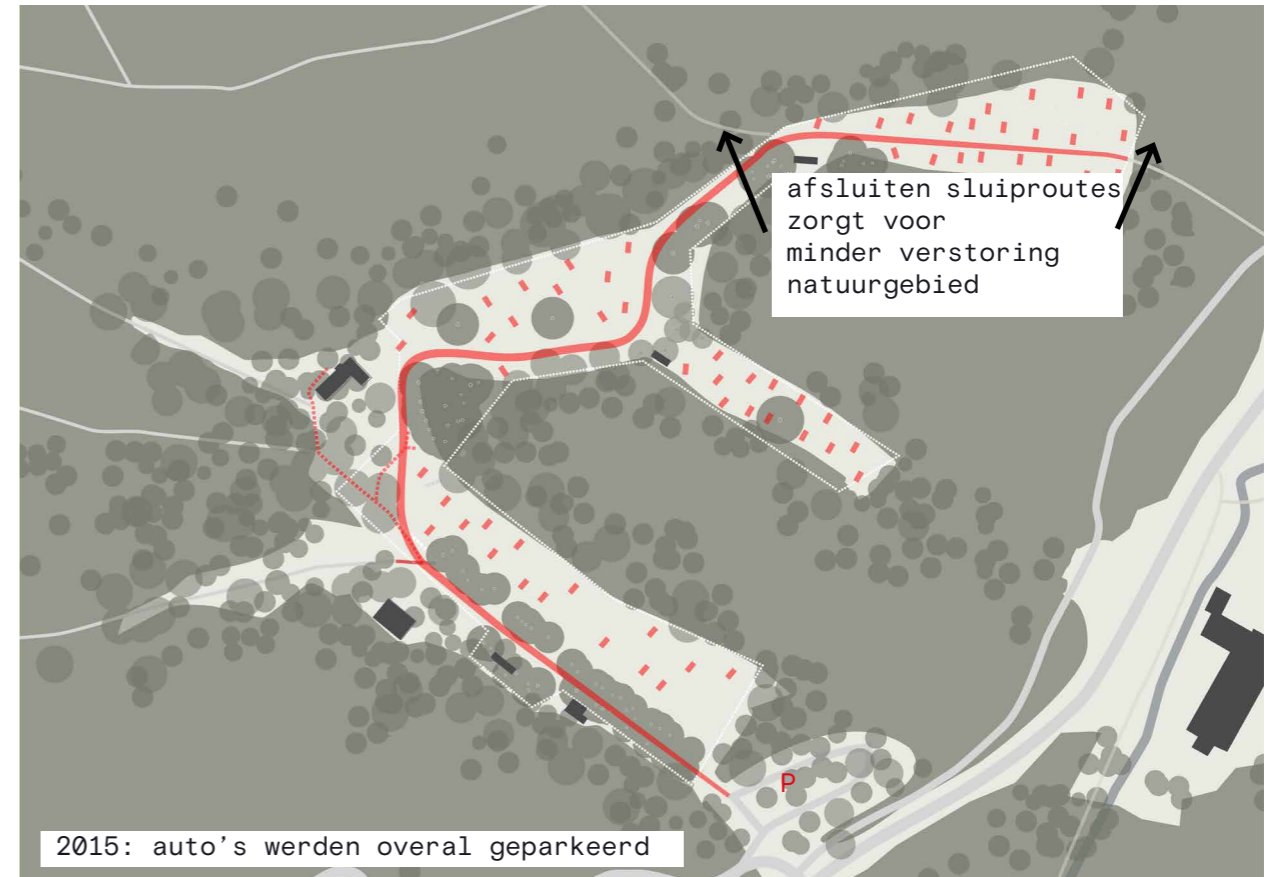 afsluiten sluiproutes
zorgt voor
minder verstoring
natuurgebied
P
2015: auto's werden overal geparkeerd